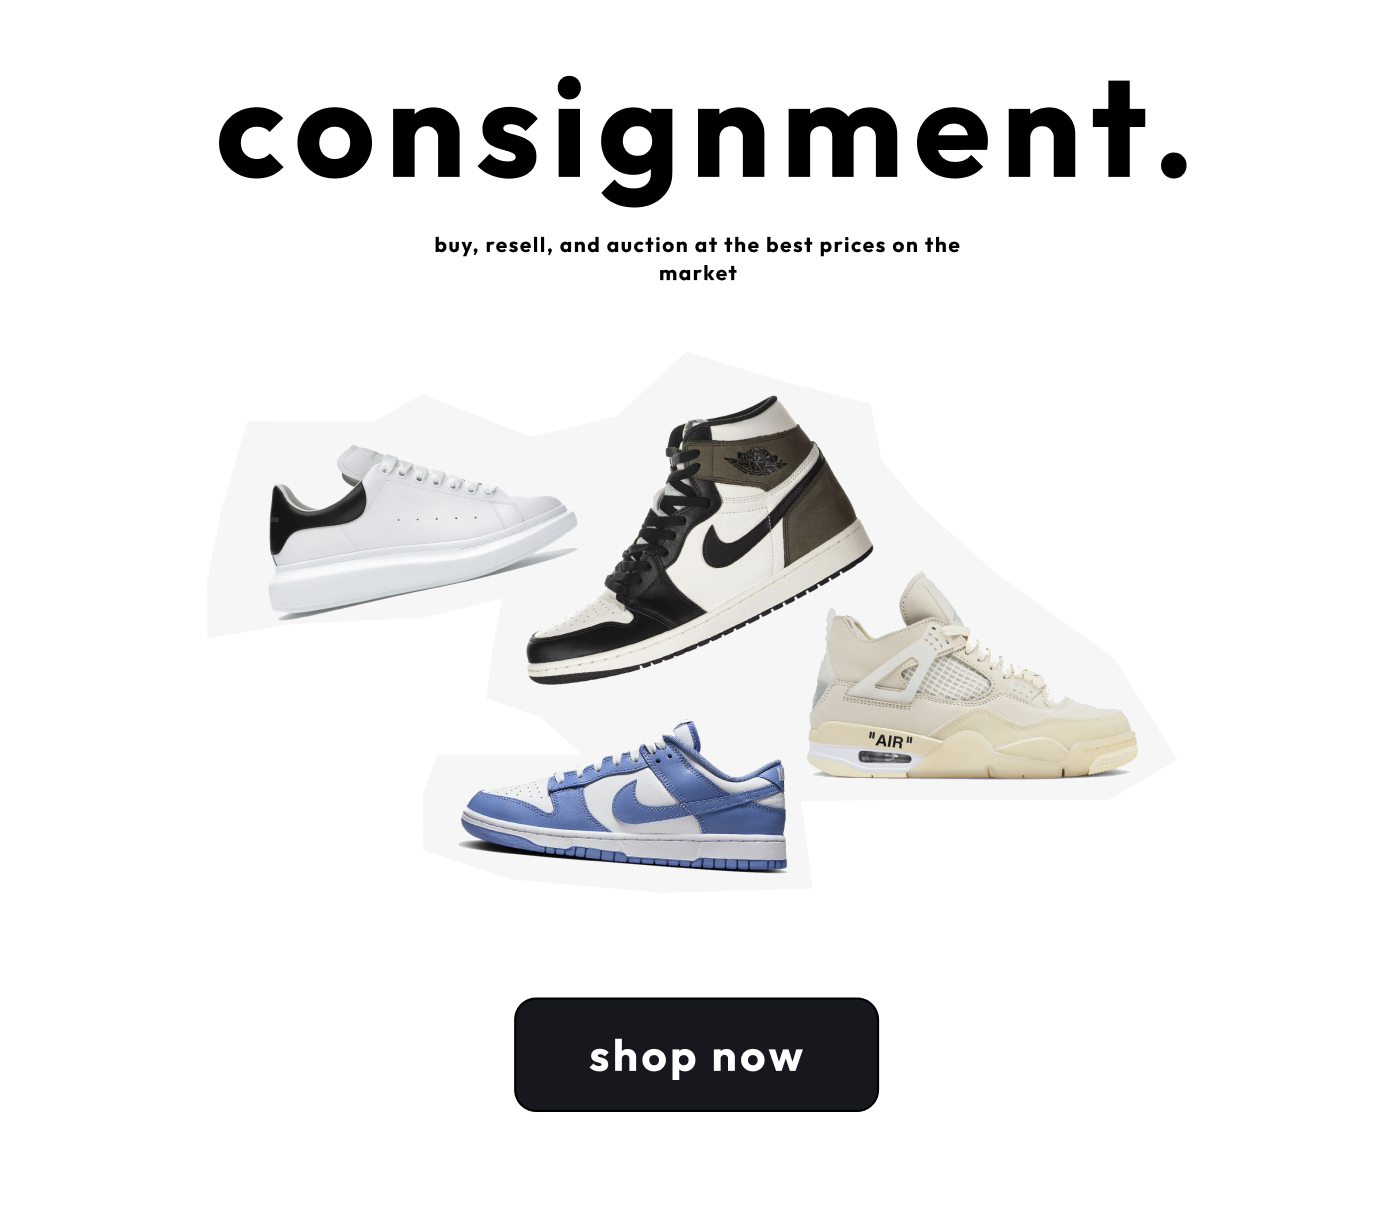 consignment.
buy, resell, and auction at the best prices on the
market
"AIR"
shop now